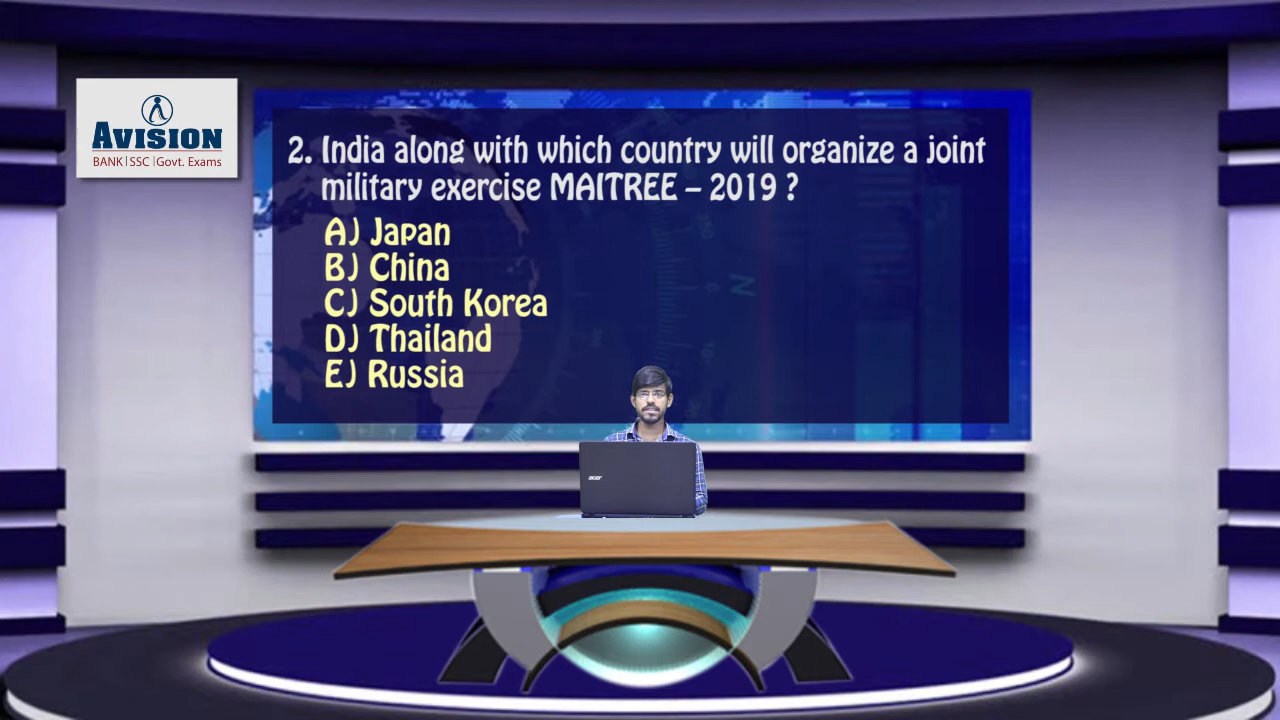 AVISION
BANK|SSC|Govt. Exams
2. India along with which country will organize a joint
military exercise MAITREE – 2019 ?
A) Japan
B) China
C) South Korea
D) Thailand
E) Russia
acer